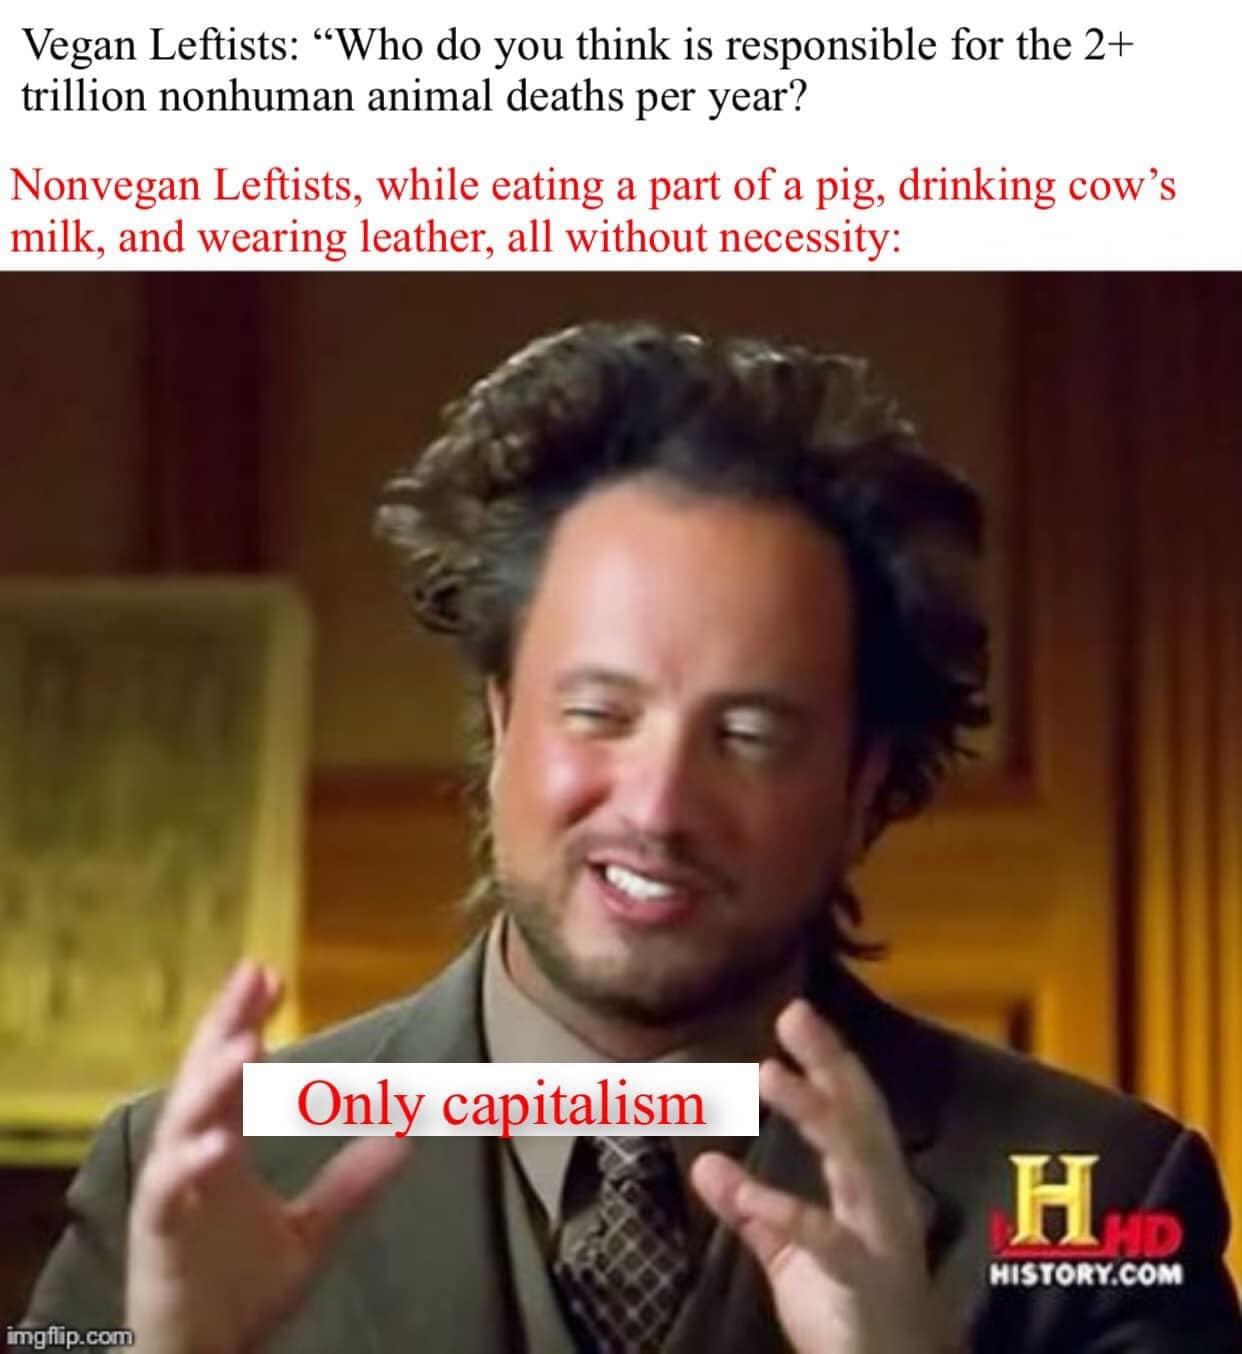 Vegan Leftists: “Who do you think is responsible for the 2+
trillion nonhuman animal deaths per year?
Nonvegan Leftists, while eating a part of a pig, drinking cow’s
milk, and wearing leather, all without necessity:
Only capitalism
H HD
HISTORY.COM
imgflip.com